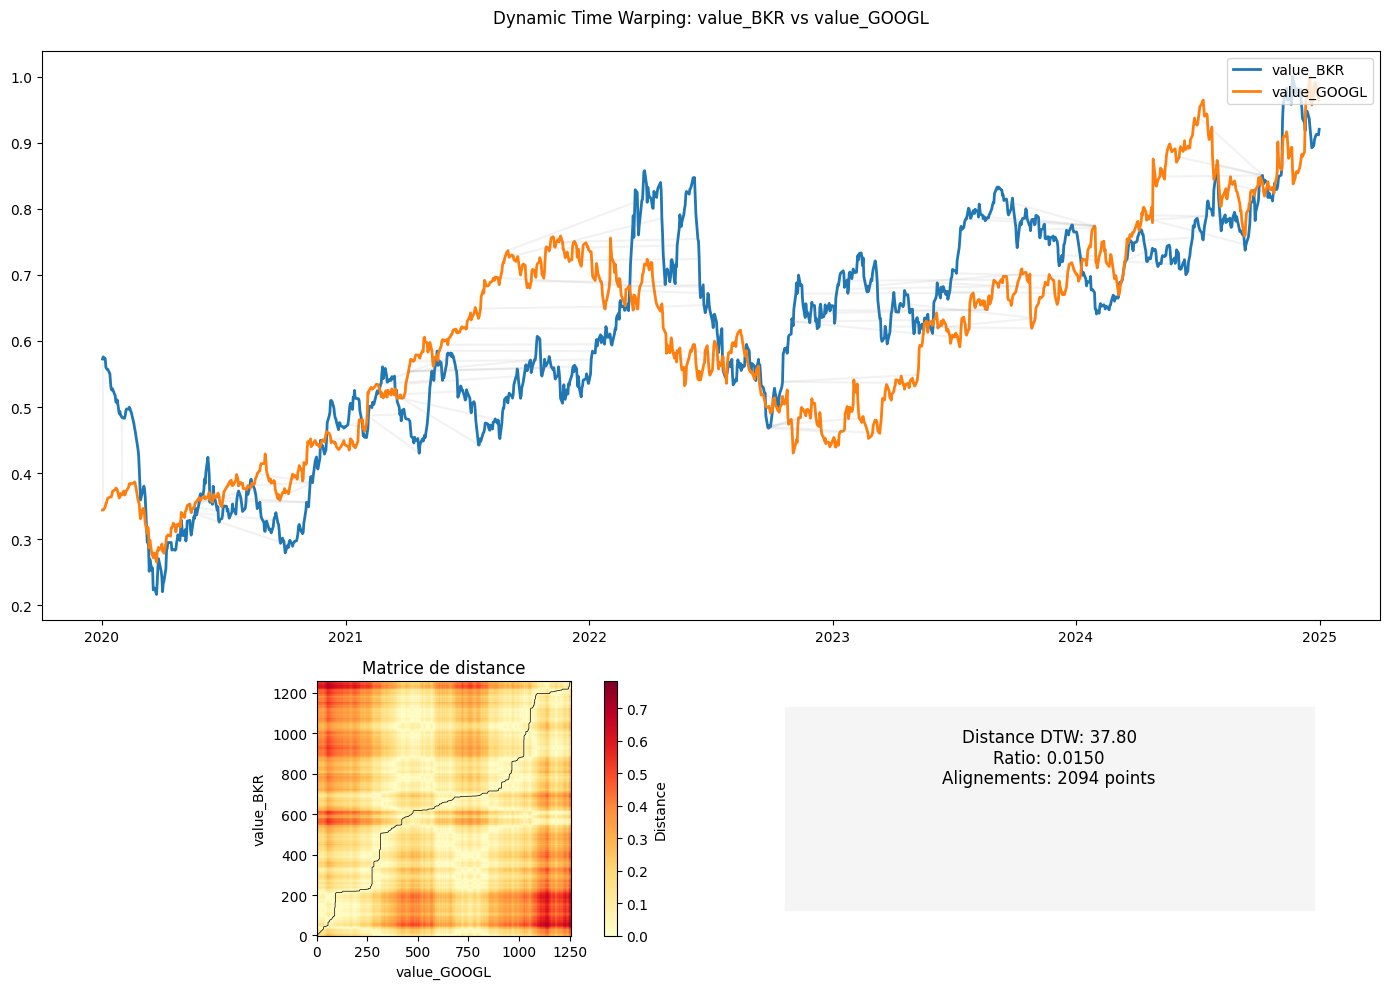 Dynamic Time Warping: value_BKR vs value_GOOGL
value_BKR
value_GOOGL
1.0
0.9
0.8
0.7
0.6
0.5
0.4
0.3
0.2
2020 2021 2022 2023 2024 2025
Matrice de distance
1200
1000
800
600
400
200
0
value_BKR
0 250 500 750 1000 1250
value_GOOGL
0.7
0.6
0.5
0.4
0.3
0.2
0.1
0.0
Distance
Distance DTW: 37.80
Ratio: 0.0150
Alignements: 2094 points